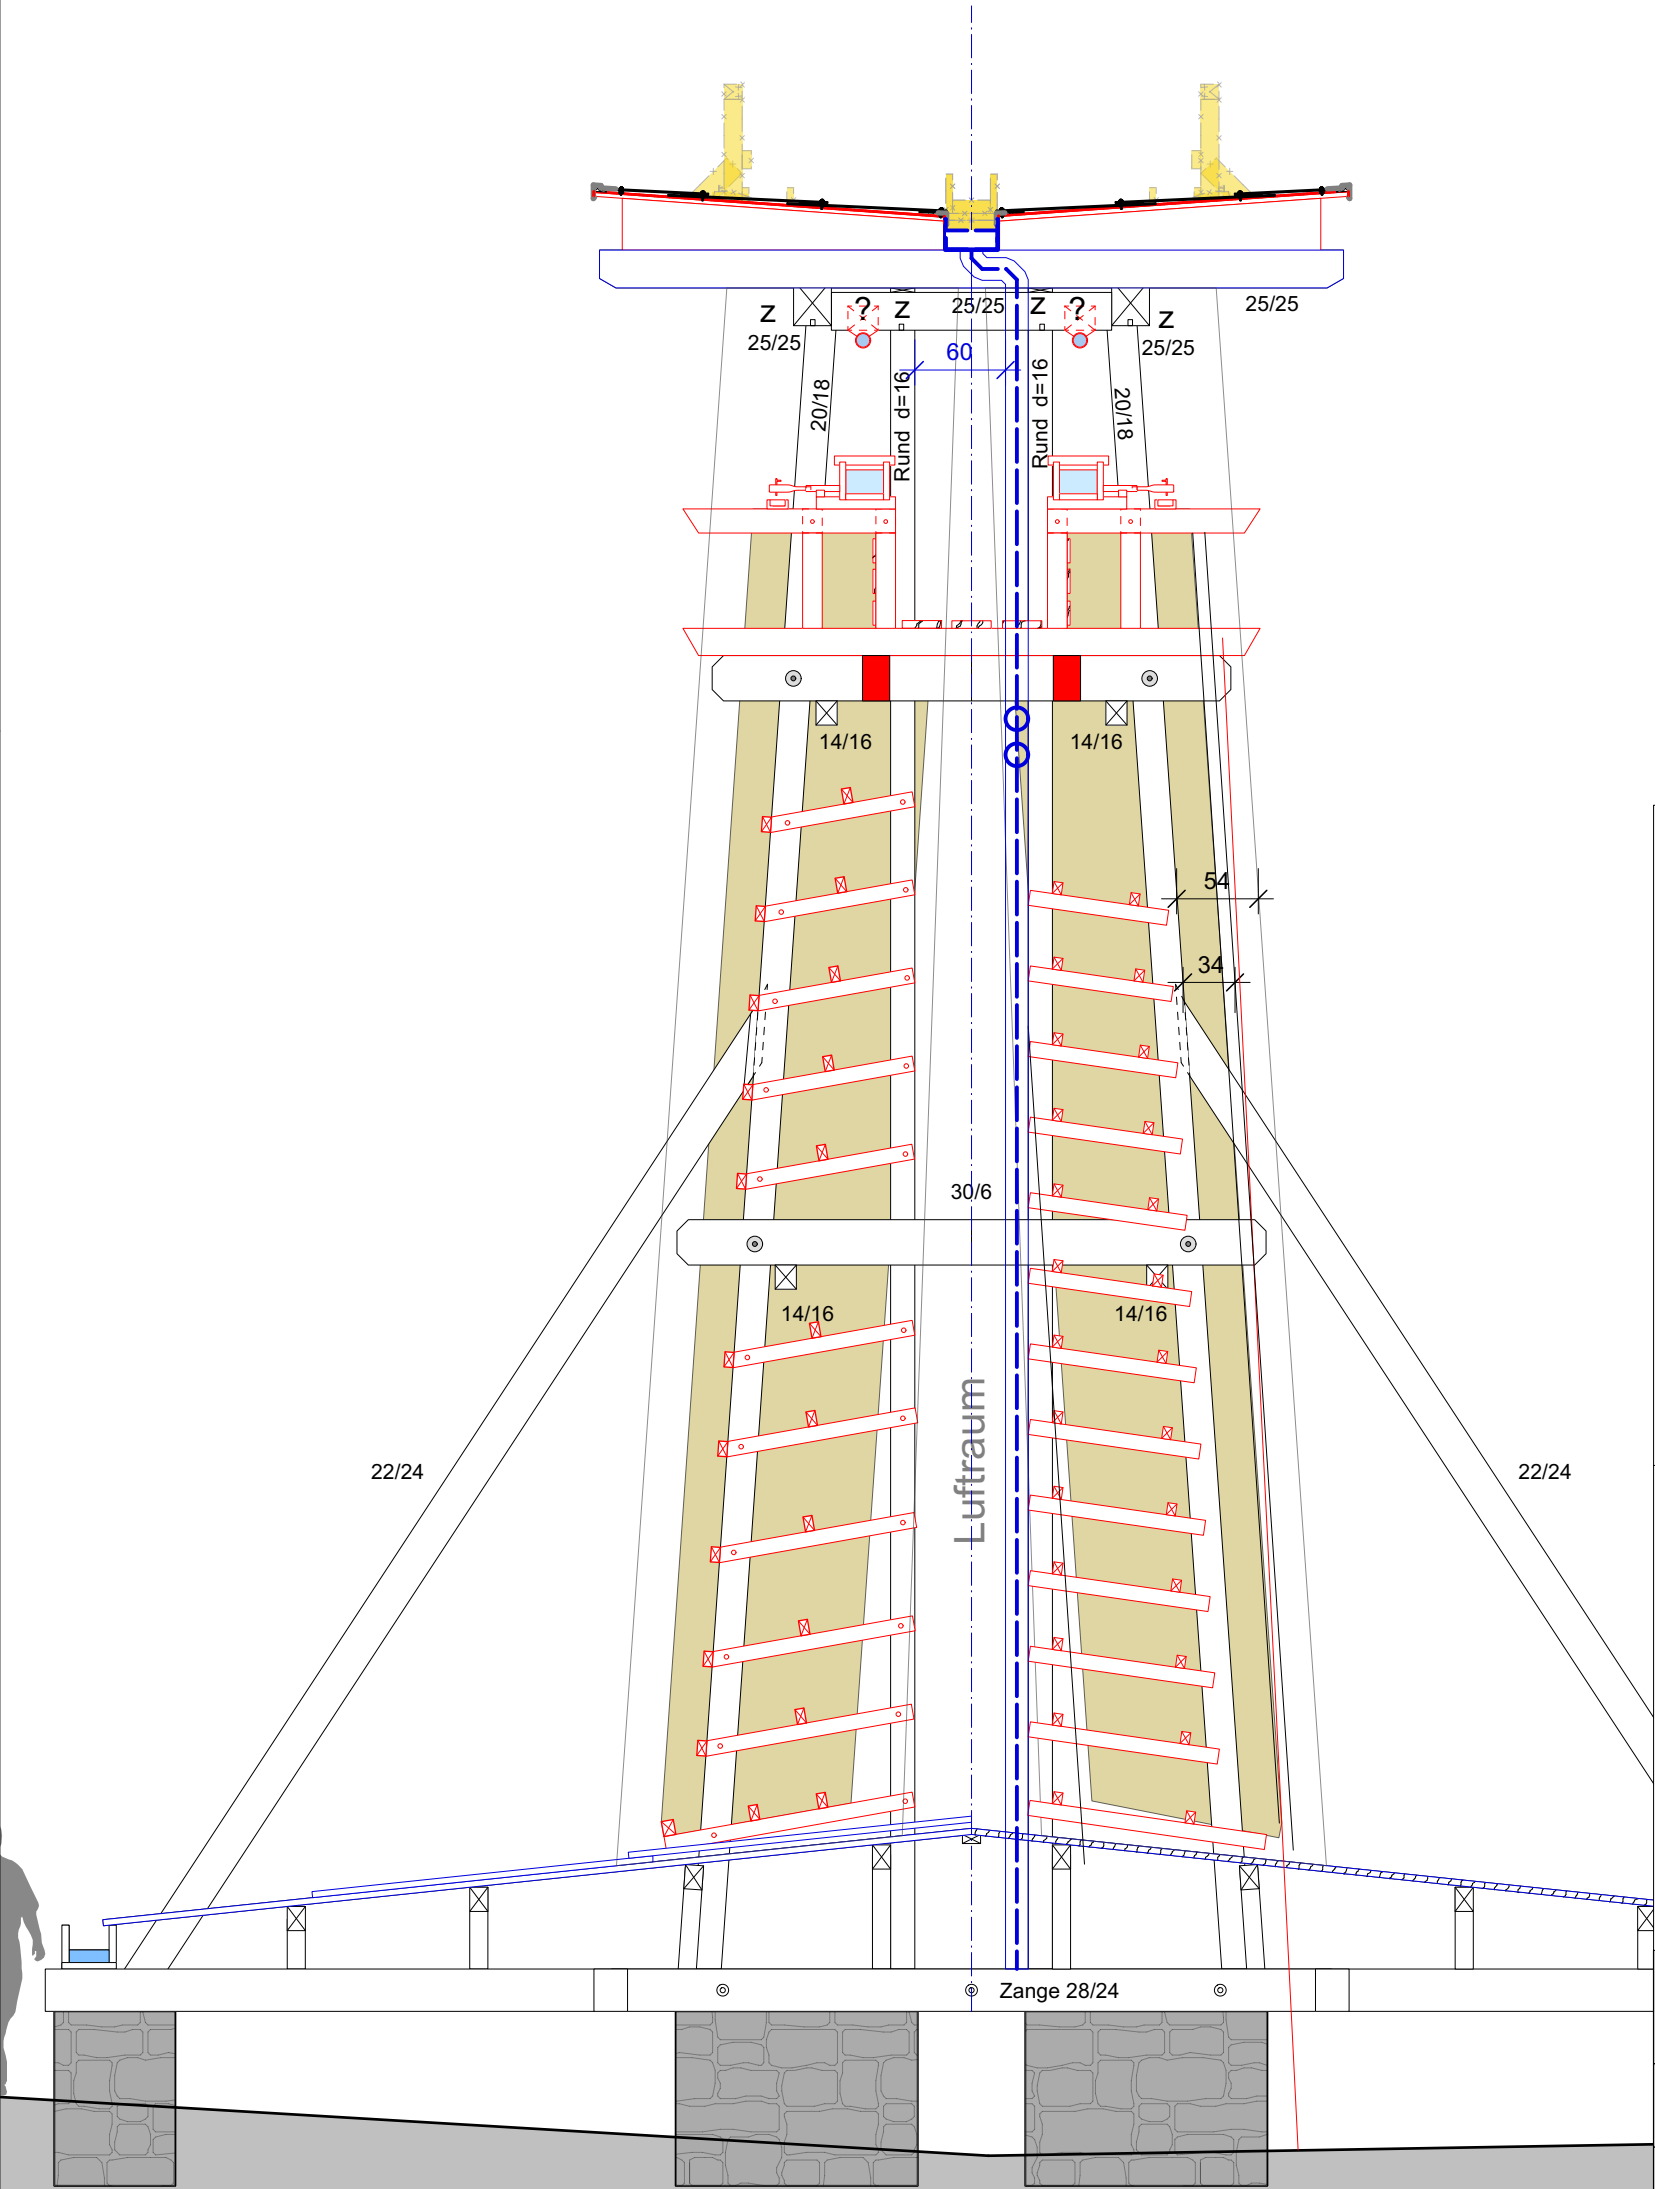 ? Z 25/25 Z ? 25/25
Z Z
25/25 25/25
60
20/18 Rund d=16 Rund d=16 20/18
14/16 14/16
54
34
30/6
14/16 14/16
Luftraum
22/24 22/24
Zange 28/24